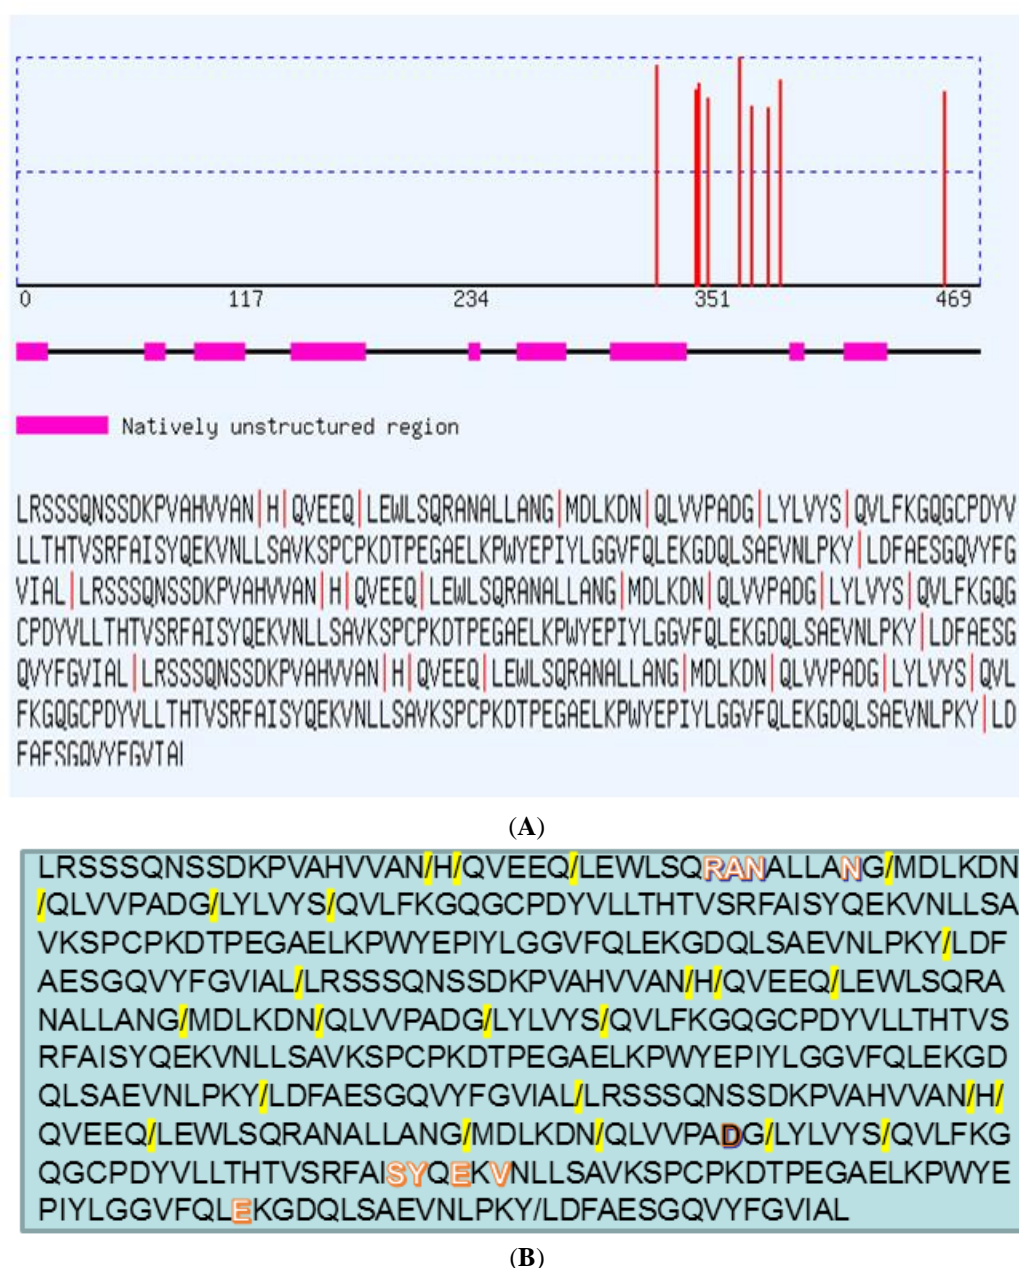 0 117 234 351 469
Natively unstructured region
LRSSSQNSSDKPVAHVVAN|H|QVEEQ|LEWLSQRANALLANG|MDLKDN|QLVVPADG|LYLVYS|QVLFKGQGCPDYV
LLTHTVSRFAISYQEKVNLLSAVKSPCPKDTPEGAELKPWYEPIYLGGVFQLEKGDQLSAEVNLPKY|LDFAESGQVYFG
VIAL|LRSSSQNSSDKPVAHVVAN|H|QVEEQ|LEWLSQRANALLANG|MDLKDN|QLVVPADG|LYLVYS|QVLFKGQG
CPDYVLLTHTVSRFAISYQEKVNLLSAVKSPCPKDTPEGAELKPWYEPIYLGGVFQLEKGDQLSAEVNLPKY|LDFAESG
QVYFGVIAL|LRSSSQNSSDKPVAHVVAN|H|QVEEQ|LEWLSQRANALLANG|MDLKDN|QLVVPADG|LYLVYS|QVL
FKGQGCPDYVLLTHTVSRFAISYQEKVNLLSAVKSPCPKDTPEGAELKPWYEPIYLGGVFQLEKGDQLSAEVNLPKY|LD
FAESGQVYFGVIAL
(A)
LRSSSQNSSDKPVAHVVAN/H/QVEEQ/LEWLSQRANALLANG/MDLKDN
/QLVVPADG/LYLVYS/QVLFKGQGCPDYVLLTHTVSRFAISYQEKVNLLSA
VKSPCPKDTPEGAELKPWYEPIYLGGVFQLEKGDQLSAEVNLPKY/LDF
AESGQVYFGVIAL/LRSSSQNSSDKPVAHVVAN/H/QVEEQ/LEWLSQRA
NALLANG/MDLKDN/QLVVPADG/LYLVYS/QVLFKGQGCPDYVLLTHTVS
RFAISYQEKVNLLSAVKSPCPKDTPEGAELKPWYEPIYLGGVFQLEKGD
QLSAEVNLPKY/LDFAESGQVYFGVIAL/LRSSSQNSSDKPVAHVVAN/H/
QVEEQ/LEWLSQRANALLANG/MDLKDN/QLVVPADG/LYLVYS/QVLFKG
QGCPDYVLLTHTVSRFAISYQEKVNLLSAVKSPCPKDTPEGAELKPWYE
PIYLGGVFQLEKGDQLSAEVNLPKY/LDFAESGQVYFGVIAL
(B)